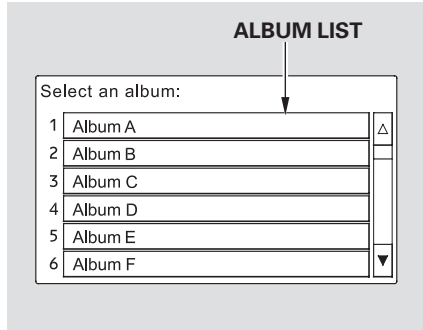 ALBUM LIST
Select an album:
1 Album A
2 Album B
3 Album C
4 Album D
5 Album E
6 Album F